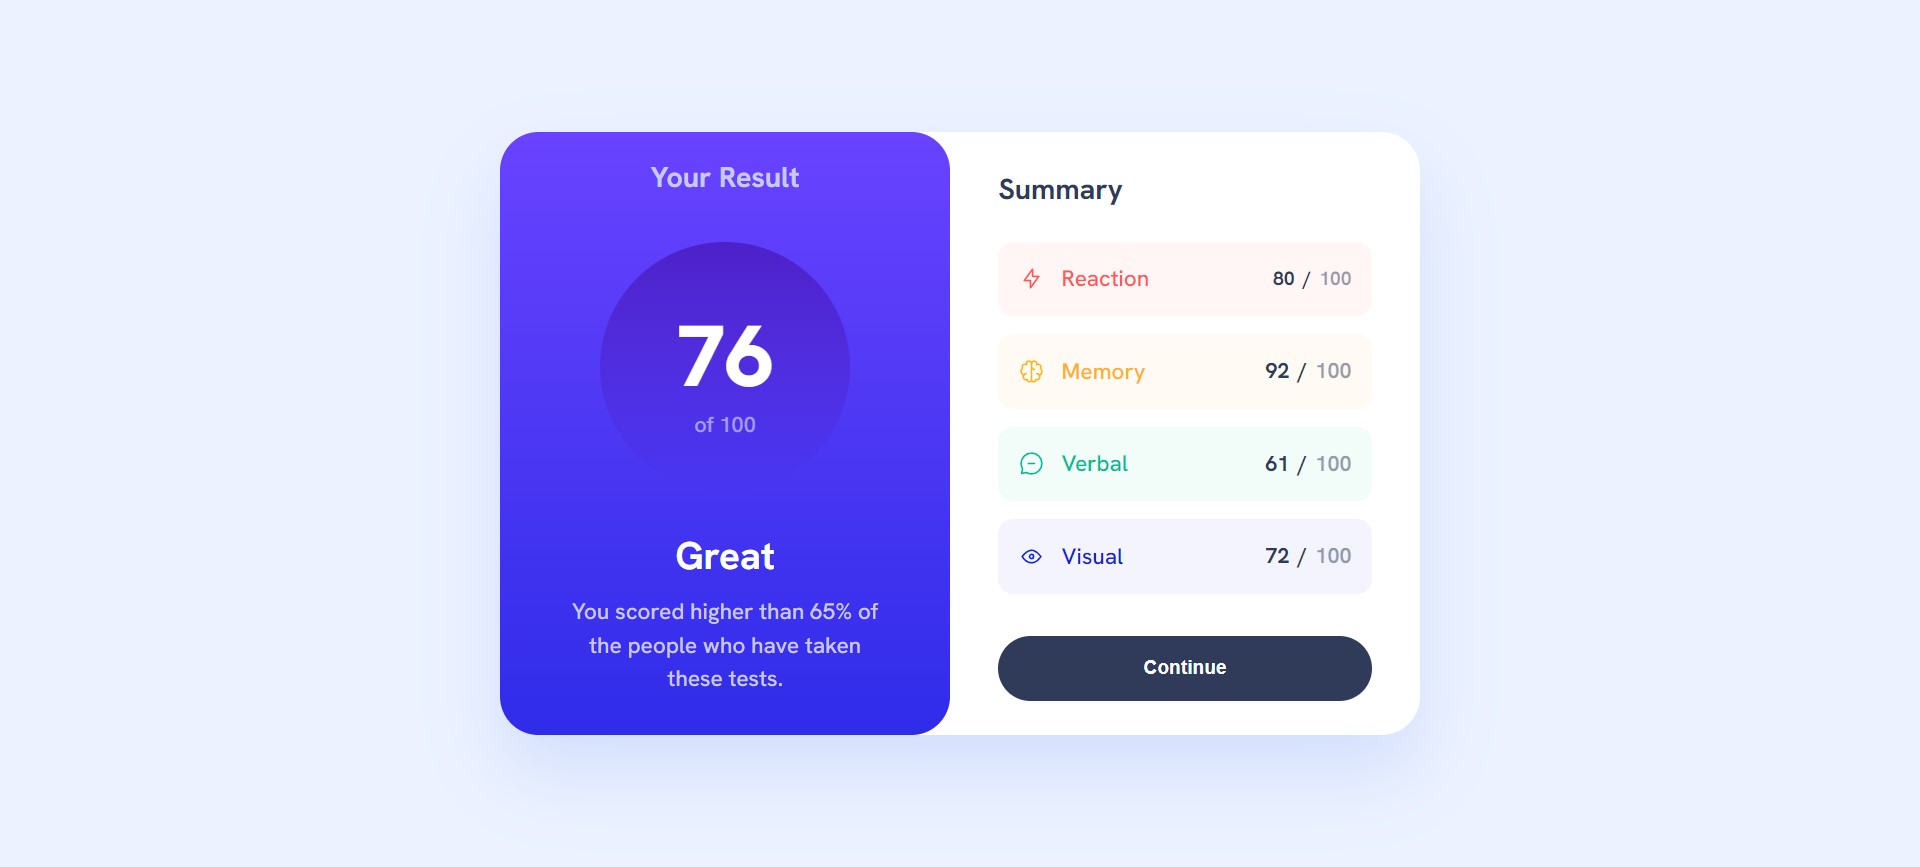 Your Result
76
of 100
Great
You scored higher than 65% of
the people who have taken
these tests.
Summary
Reaction 80 / 100
Memory 92 / 100
Verbal 61 / 100
Visual 72 / 100
Continue